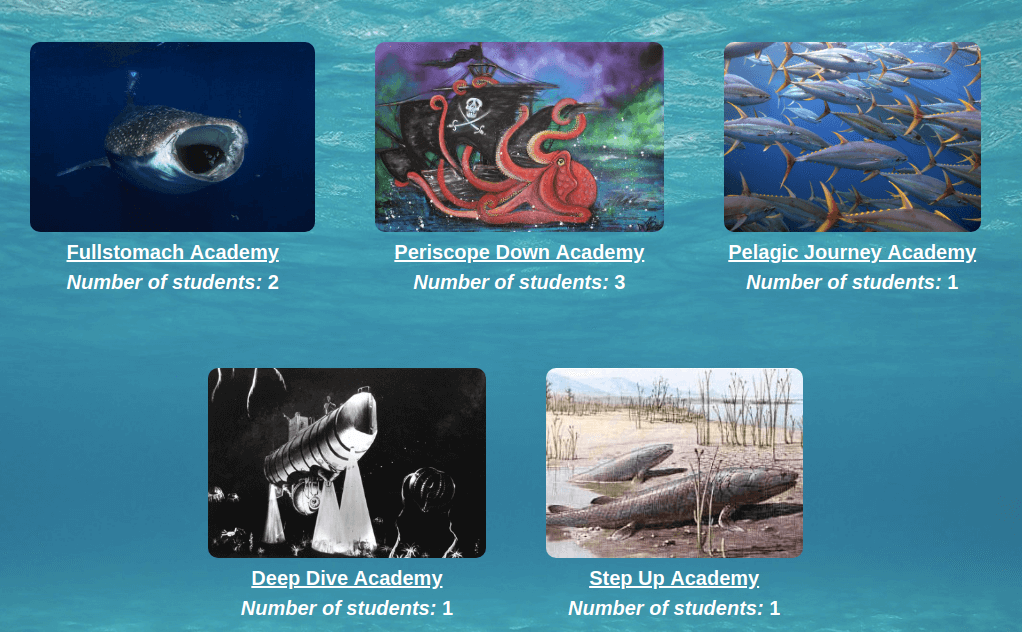 Fullstomach Academy
Number of students: 2
Periscope Down Academy
Number of students: 3
Pelagic Journey Academy
Number of students: 1
Deep Dive Academy
Number of students: 1
Step Up Academy
Number of students: 1